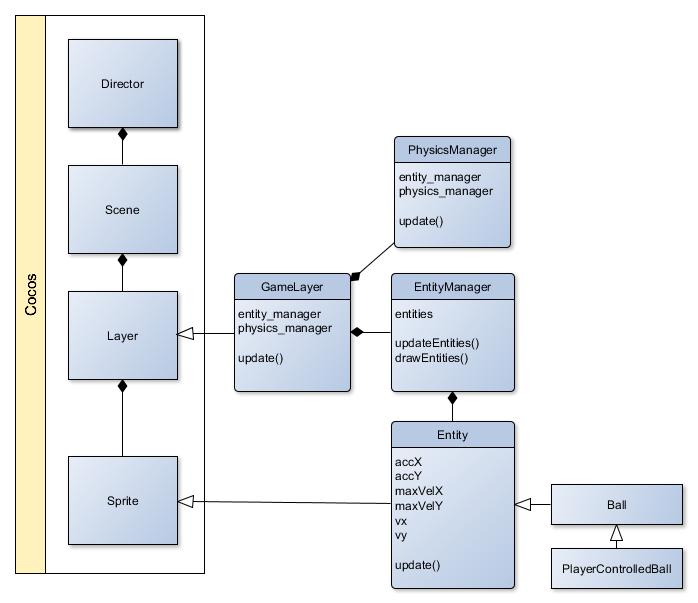 Cocos
Director
Scene
Layer
Sprite
PhysicsManager
entity_manager
physics_manager
update()
GameLayer
entity_manager
physics_manager
update()
EntityManager
entities
updateEntities()
drawEntities()
Entity
accX
accY
maxVelX
maxVelY
vx
vy
update()
Ball
PlayerControlledBall